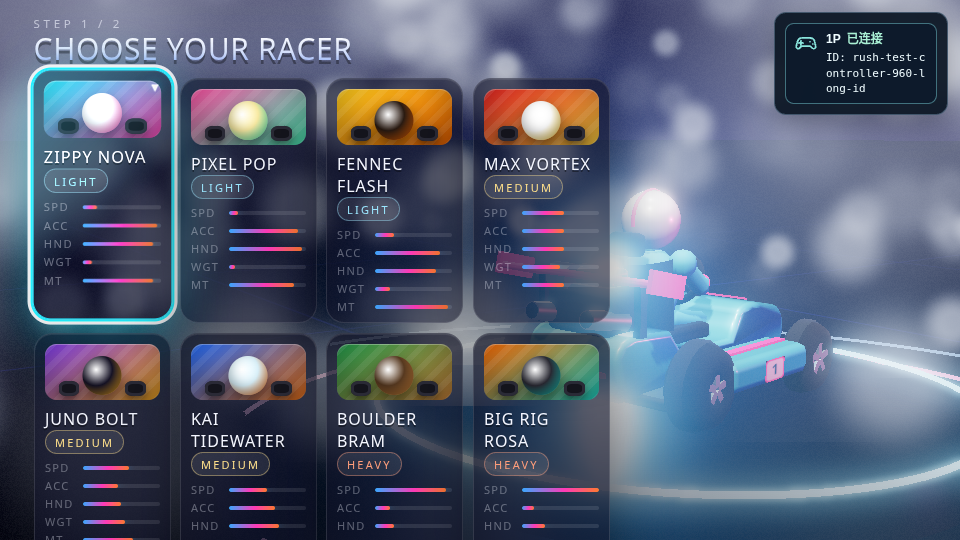 STEP 1 / 2
CHOOSE YOUR RACER
1P 已连接
ID: rush-test-c
ontroller-960-l
ong-id
ZIPPY NOVA
LIGHT
SPD
ACC
HND
WGT
MT
PIXEL POP
LIGHT
SPD
ACC
HND
WGT
MT
FENNEC
FLASH
LIGHT
SPD
ACC
HND
WGT
MT
MAX VORTEX
MEDIUM
SPD
ACC
HND
WGT
MT
1
JUNO BOLT
MEDIUM
SPD
ACC
HND
WGT
MT
KAI
TIDEWATER
MEDIUM
SPD
ACC
HND
BOULDER
BRAM
HEAVY
SPD
ACC
HND
BIG RIG
ROSA
HEAVY
SPD
ACC
HND